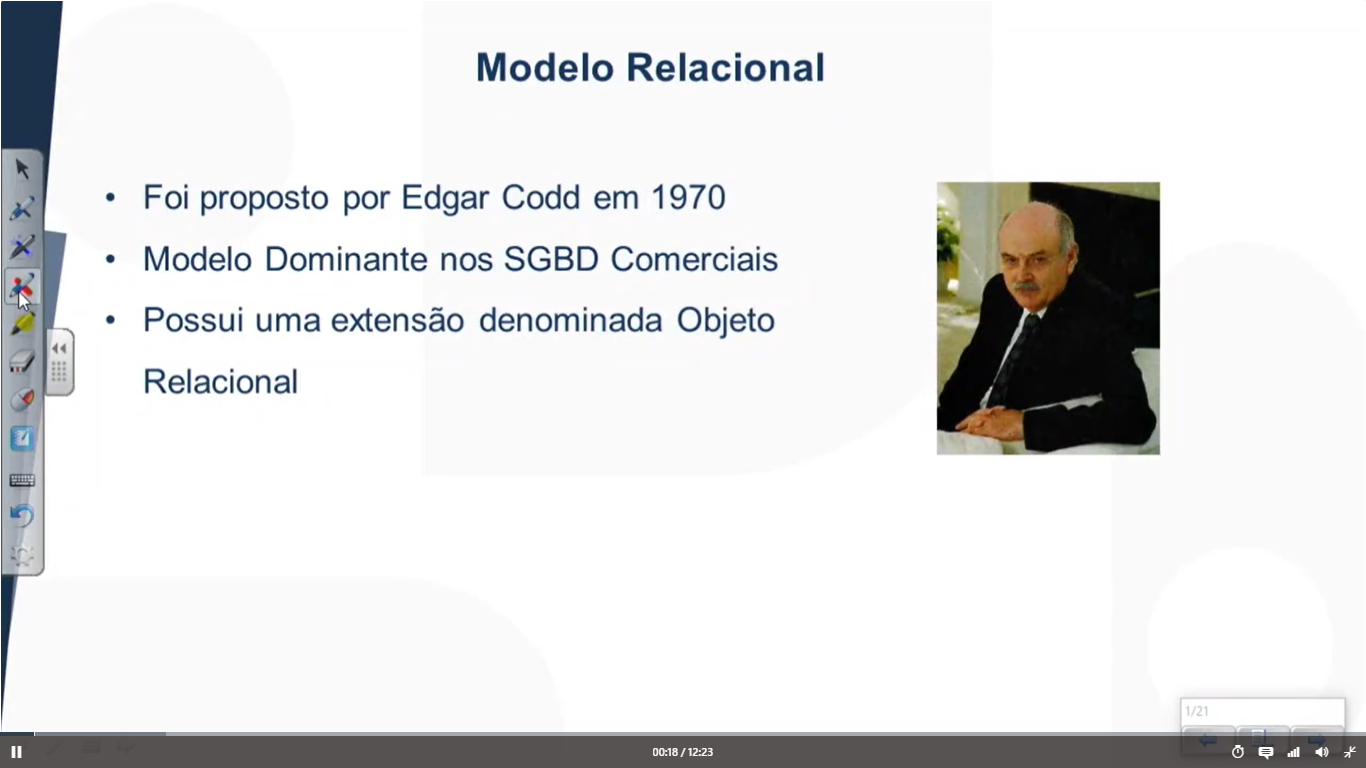 Modelo Relacional
• Foi proposto por Edgar Codd em 1970
• Modelo Dominante nos SGBD Comerciais
• Possui uma extensão denominada Objeto
Relacional
1/21
00:18 / 12:23